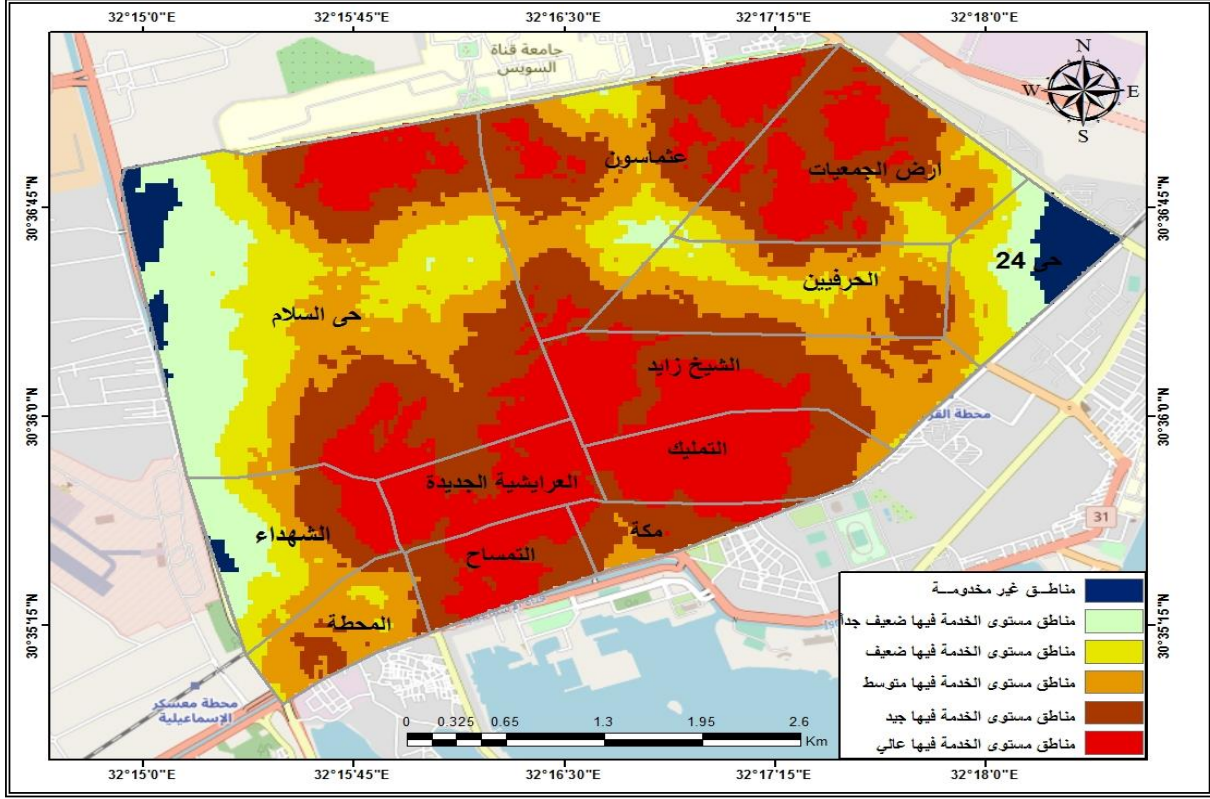 32°15'0"E 32°15'45"E 32°16'30"E 32°17'15"E 32°18'0"E
30°36'45"N
30°36'0"N
30°35'15"N
30°36'45"N
30°36'0"N
30°35'15"N
N
W
E
S
جامعة قناة
السويس
عثماسون
ارض الجمعيات
حى 24
الحرفيين
حى السلام
الشيخ زايد
التمليك
العرايشية الجديدة
الشهداء
مكة
التمساح
المحطة
31
محطة معسكر
الإسماعيلية
0 0.325 0.65 1.3 1.95 2.6
Km
مناطــق غير مخدومــة
مناطق مستوى الخدمة فيها ضعيف جدا
مناطق مستوى الخدمة فيها ضعيف
مناطق مستوى الخدمة فيها متوسط
مناطق مستوى الخدمة فيها جيد
مناطق مستوى الخدمة فيها عالي
32°15'0"E 32°15'45"E 32°16'30"E 32°17'15"E 32°18'0"E